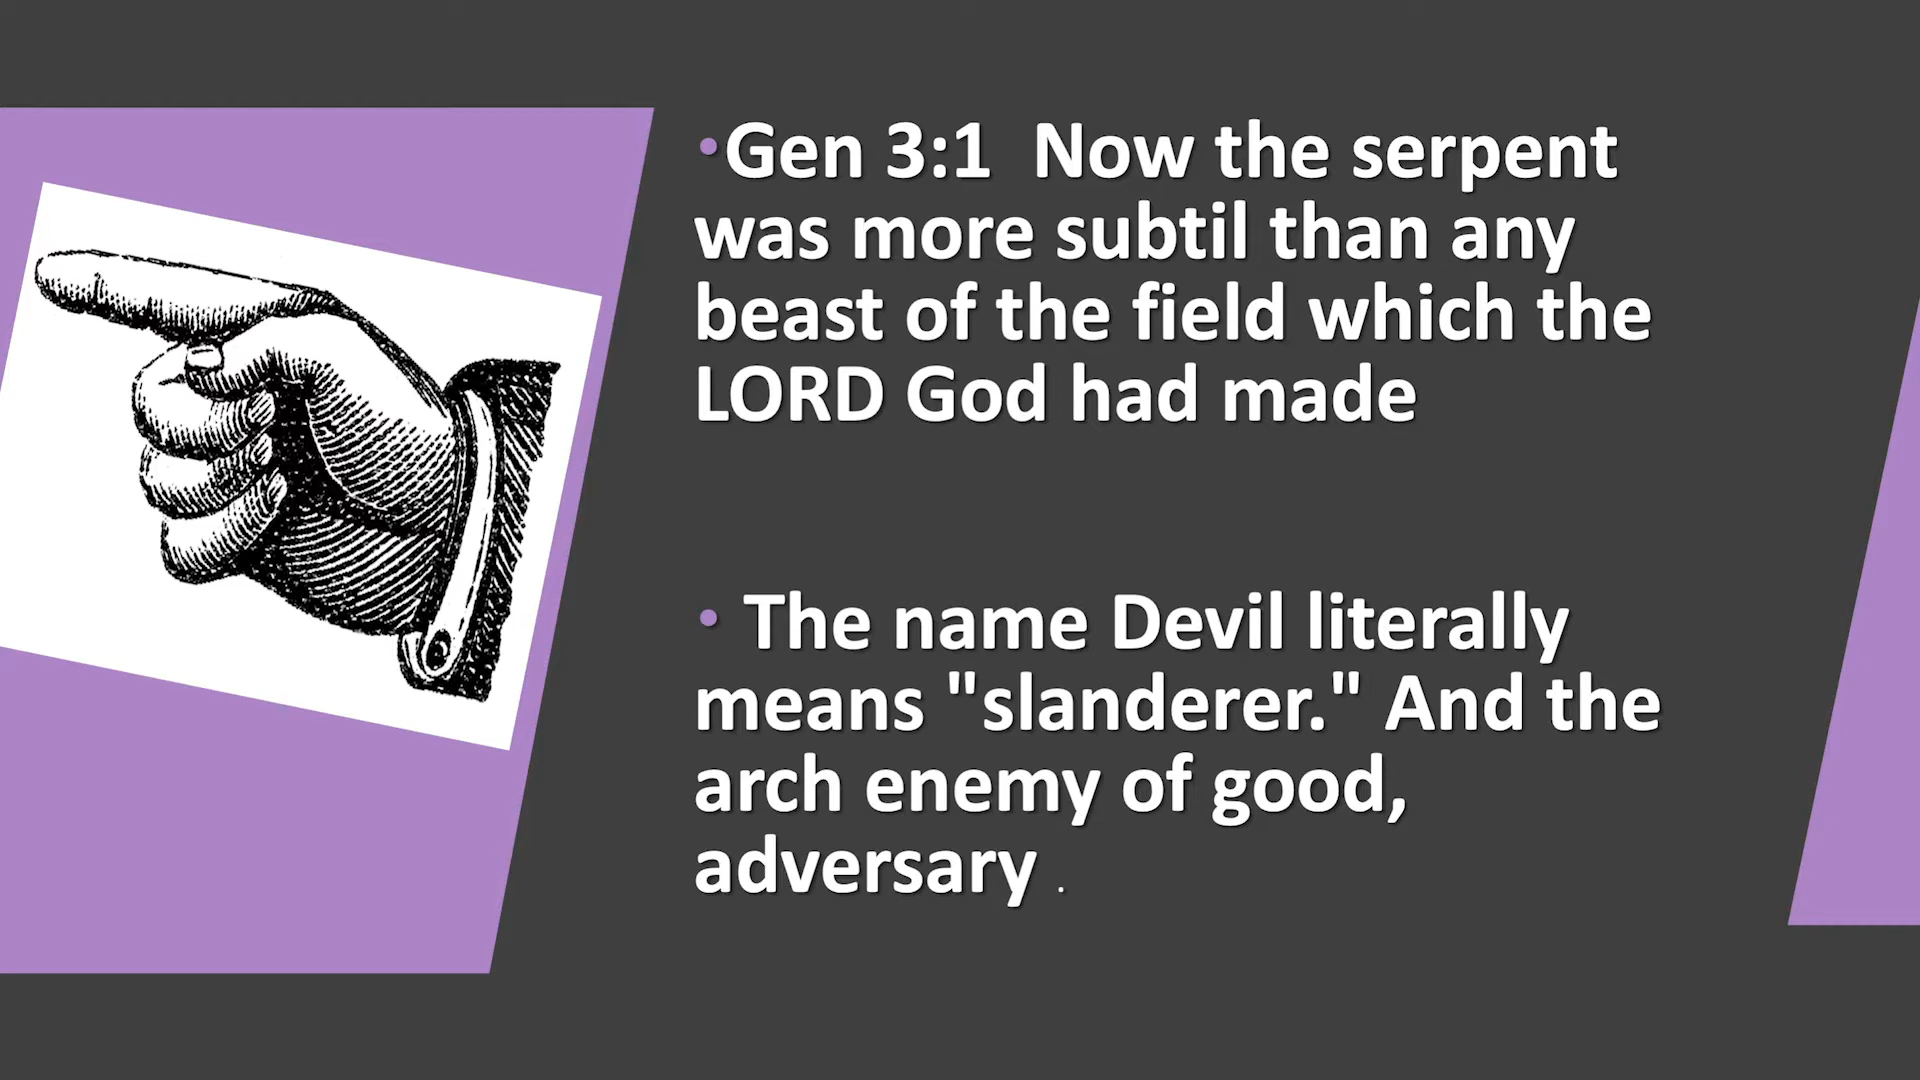 •Gen 3:1  Now the serpent
was more subtil than any
beast of the field which the
LORD God had made
• The name Devil literally
means "slanderer." And the
arch enemy of good,
adversary .